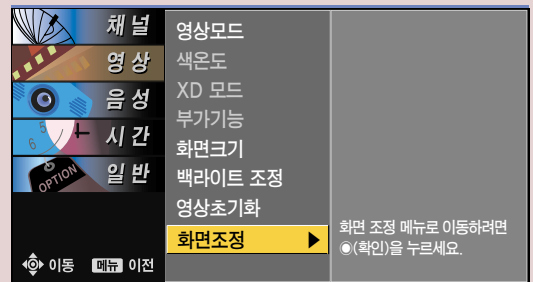 채널
영상
음성
시간
일반
OPTION
6 5
이동 메뉴 이전
영상모드
색온도
XD 모드
부가기능
화면크기
백라이트 조정
영상초기화
화면조정 ▶
화면 조정 메뉴로 이동하려면
◉(확인)을 누르세요.